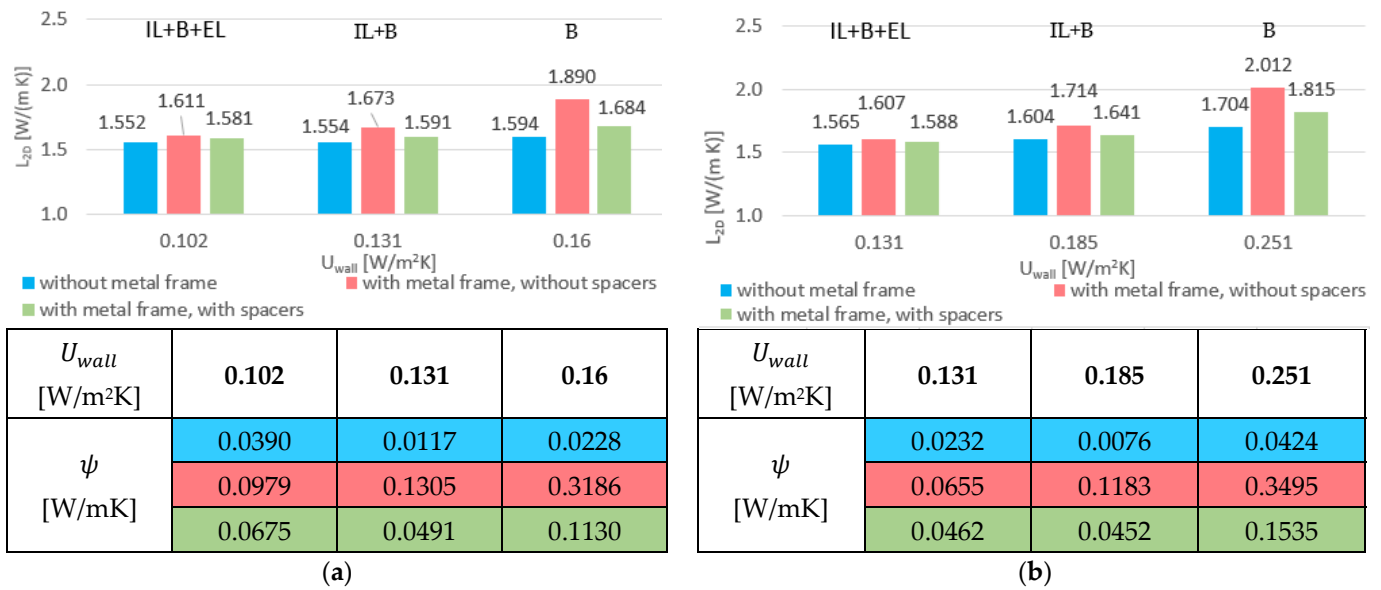 2.5
IL+B+EL IL+B B
2.0
1.890
1.611 1.673 1.684
1.552 1.581 1.554 1.591 1.594
1.5
1.0
L2D [W/(m K)]
0.102 0.131 0.16
Uwall [W/m²K]
without metal frame with metal frame, without spacers
with metal frame, with spacers
Uwall
[W/m²K]
0.102 0.131 0.16
ψ
[W/mK]
0.0390 0.0117 0.0228
0.0979 0.1305 0.3186
0.0675 0.0491 0.1130
(a)
2.5
IL+B+EL IL+B B
2.012
2.0
1.714 1.815
1.607 1.704
1.565 1.588 1.604 1.641
1.5
1.0
L2D [W/(m K)]
0.131 0.185 0.251
Uwall [W/m²K]
without metal frame with metal frame, without spacers
with metal frame, with spacers
Uwall
[W/m²K]
0.131 0.185 0.251
ψ
[W/mK]
0.0232 0.0076 0.0424
0.0655 0.1183 0.3495
0.0462 0.0452 0.1535
(b)